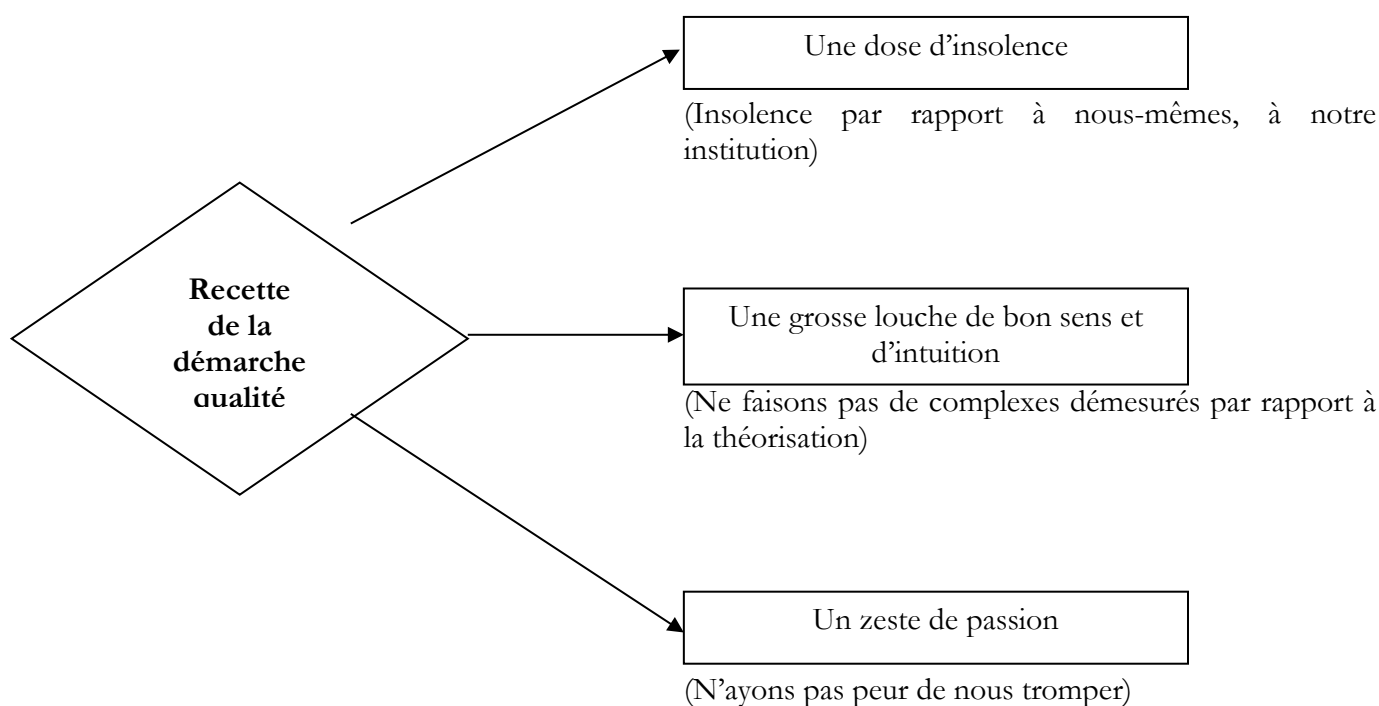 Une dose d'insolence
(Insolence par rapport à nous-mêmes, à notre
institution)
Recette
de la
démarche
qualité
Une grosse louche de bon sens et
d'intuition
(Ne faisons pas de complexes démesurés par rapport à
la théorisation)
Un zeste de passion
(N'ayons pas peur de nous tromper)